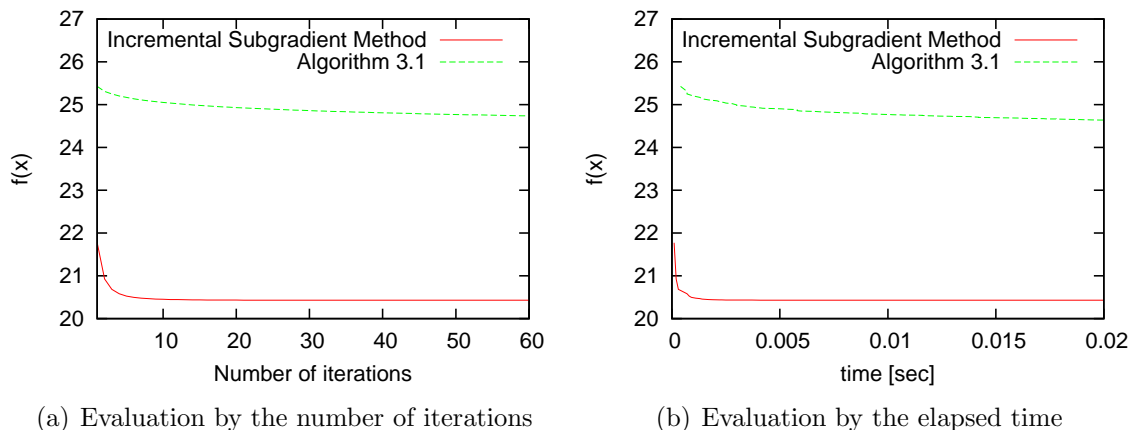 27
26
25
24
23
22
21
20
f(x)
Incremental Subgradient Method
Algorithm 3.1
10 20 30 40 50 60
Number of iterations
(a) Evaluation by the number of iterations
27
26
25
24
23
22
21
20
f(x)
Incremental Subgradient Method
Algorithm 3.1
0 0.005 0.01 0.015 0.02
time [sec]
(b) Evaluation by the elapsed time